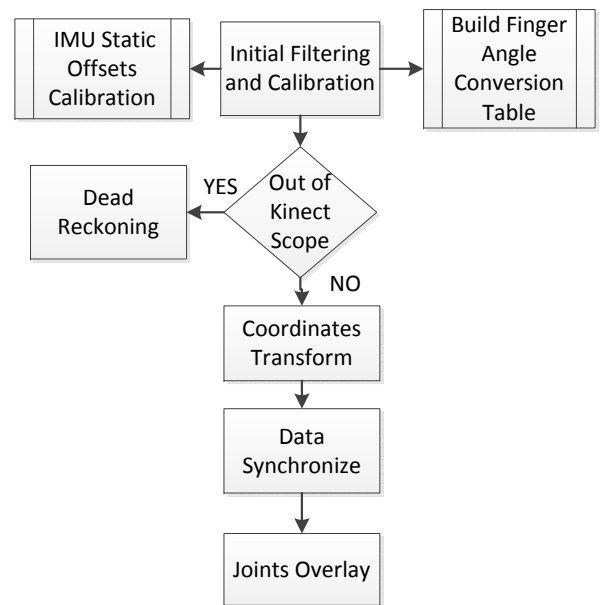 IMU Static
Offsets
Calibration
Initial Filtering
and Calibration
Build Finger
Angle
Conversion
Table
Out of
Kinect
Scope
YES
Dead
Reckoning
NO
Coordinates
Transform
Data
Synchronize
Joints Overlay